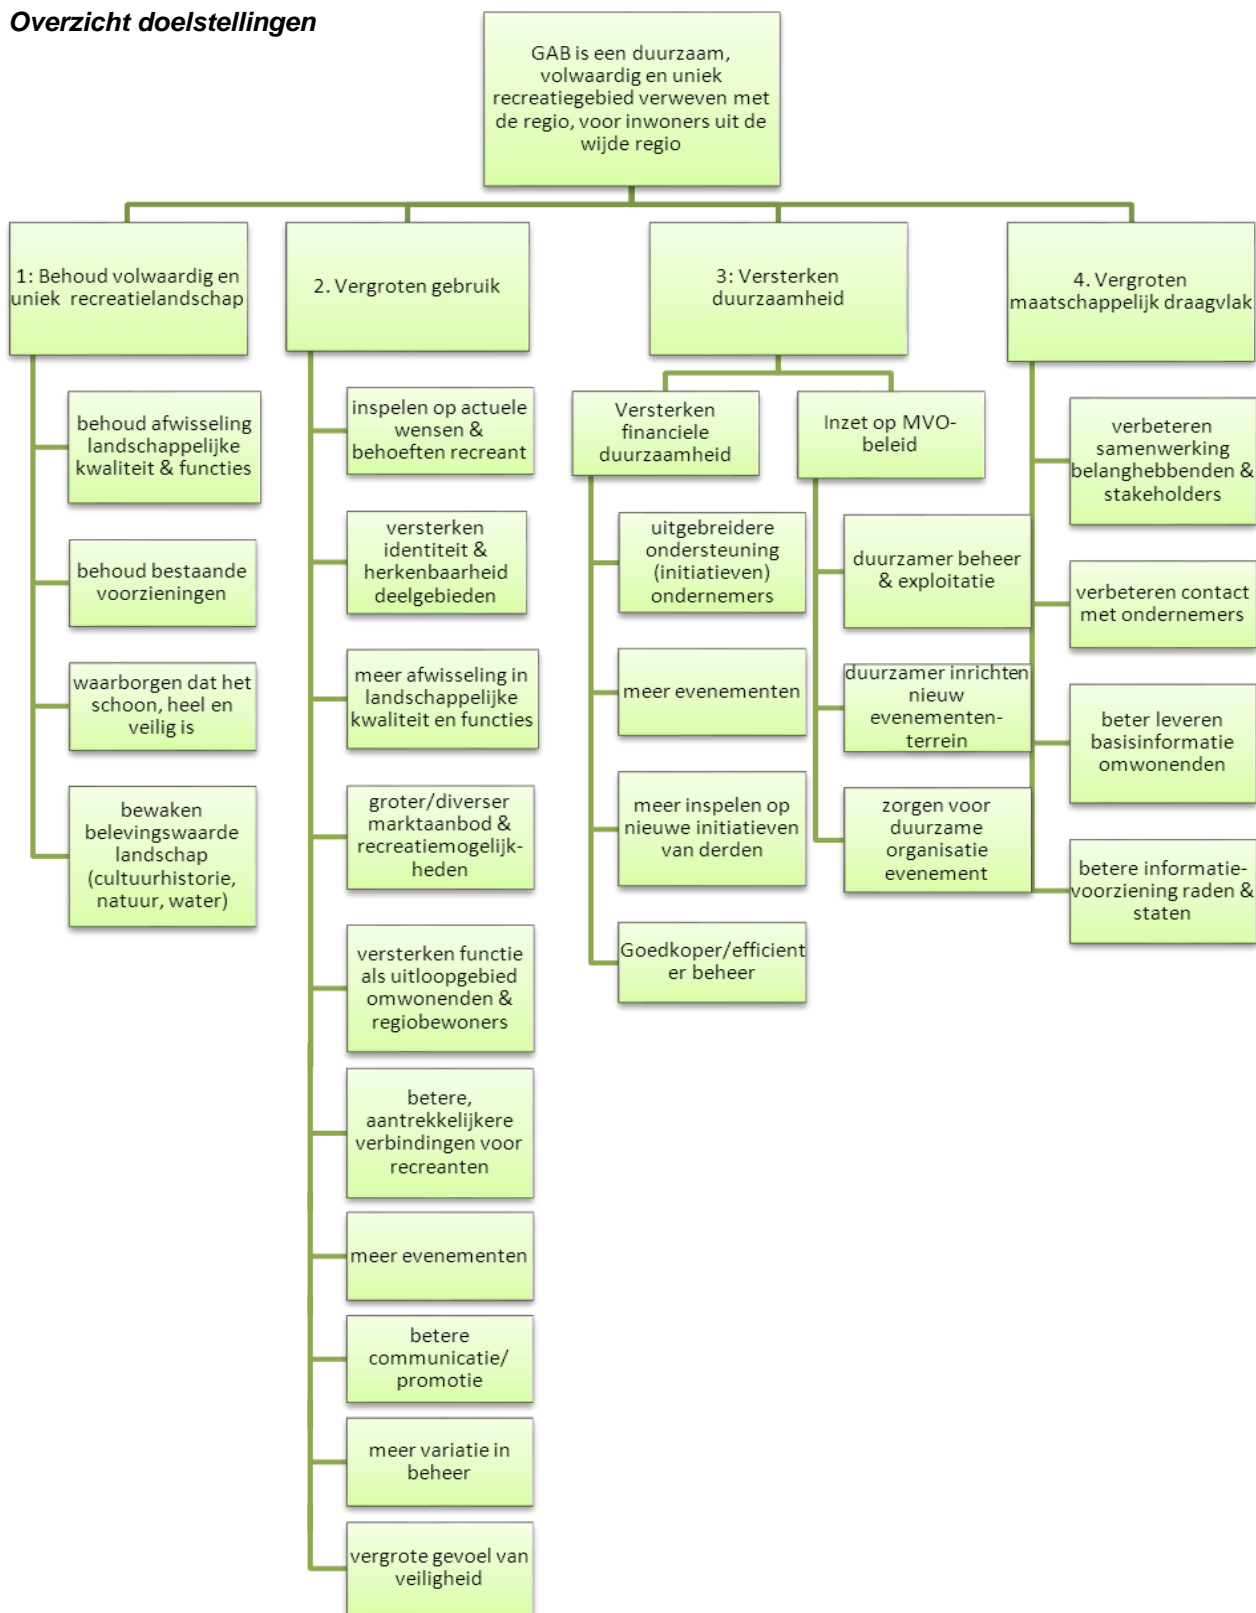 Overzicht doelstellingen
GAB is een duurzaam,
volwaardig en uniek
recreatiegebied verweven met
de regio, voor inwoners uit de
wijde regio
1: Behoud volwaardig en
uniek recreatielandschap
behoud afwisseling
landschappelijke
kwaliteit & functies
behoud bestaande
voorzieningen
waarborgen dat het
schoon, heel en
veilig is
bewaken
belevingswaarde
landschap
(cultuurhistorie,
natuur, water)
2. Vergroten gebruik
inspelen op actuele
wensen &
behoeften recreant
versterken
identiteit &
herkenbaarheid
deelgebieden
meer afwisseling in
landschappelijke
kwaliteit en functies
groter/diverser
marktaanbod &
recreatiemogelijk-
heden
versterken functie
als uitloopgebied
omwonenden &
regiobewoners
betere,
aantrekkelijkere
verbindingen voor
recreanten
meer evenementen
betere
communicatie/
promotie
meer variatie in
beheer
vergrote gevoel van
veiligheid
3: Versterken
duurzaamheid
Versterken
financiele
duurzaamheid
uitgebreidere
ondersteuning
(initiatieven)
ondernemers
meer evenementen
meer inspelen op
nieuwe initiatieven
van derden
Goedkoper/efficient
er beheer
Inzet op MVO-
beleid
duurzamer beheer
& exploitatie
duurzamer inrichten
nieuw
evenementen-
terrein
zorgen voor
duurzame
organisatie
evenement
4. Vergroten
maatschappelijk draagvlak
verbeteren
samenwerking
belanghebbenden &
stakeholders
verbeteren contact
met ondernemers
beter leveren
basisinformatie
omwonenden
betere informatie-
voorziening raden &
staten